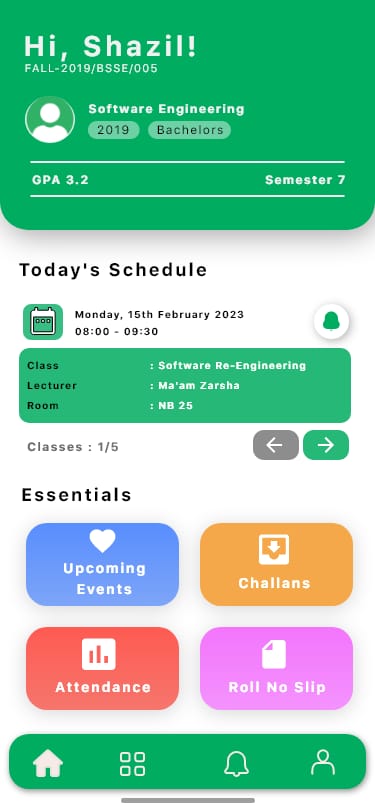 Hi, Shazil!
FALL-2019/BSSE/005
Software Engineering
2019 Bachelors
GPA 3.2 Semester 7
Today's Schedule
Monday, 15th February 2023
08:00 - 09:30
Class : Software Re-Engineering
Lecturer : Ma'am Zarsha
Room : NB 25
Classes : 1/5
Essentials
Upcoming
Events
Challans
Attendance
Roll No Slip